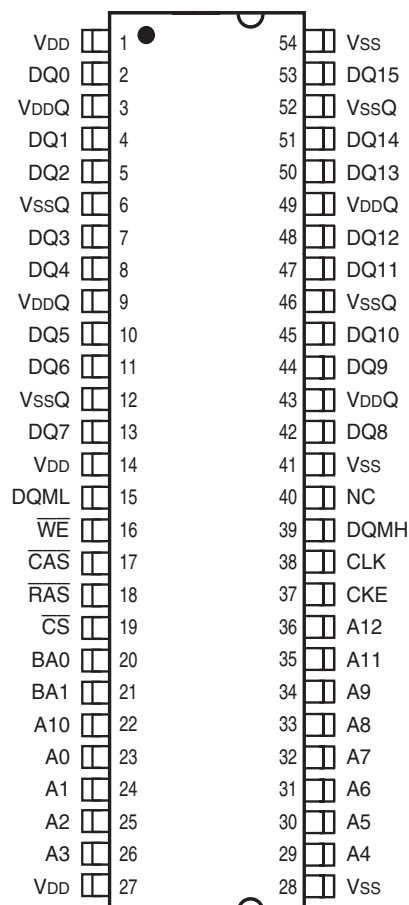 VDD 1 54 VSS
DQ0 2 53 DQ15
VDDQ 3 52 VSSQ
DQ1 4 51 DQ14
DQ2 5 50 DQ13
VSSQ 6 49 VDDQ
DQ3 7 48 DQ12
DQ4 8 47 DQ11
VDDQ 9 46 VSSQ
DQ5 10 45 DQ10
DQ6 11 44 DQ9
VSSQ 12 43 VDDQ
DQ7 13 42 DQ8
VDD 14 41 VSS
DQML 15 40 NC
W̅E̅ 16 39 DQMH
C̅A̅S̅ 17 38 CLK
R̅A̅S̅ 18 37 CKE
C̅S̅ 19 36 A12
BA0 20 35 A11
BA1 21 34 A9
A10 22 33 A8
A0 23 32 A7
A1 24 31 A6
A2 25 30 A5
A3 26 29 A4
VDD 27 28 VSS